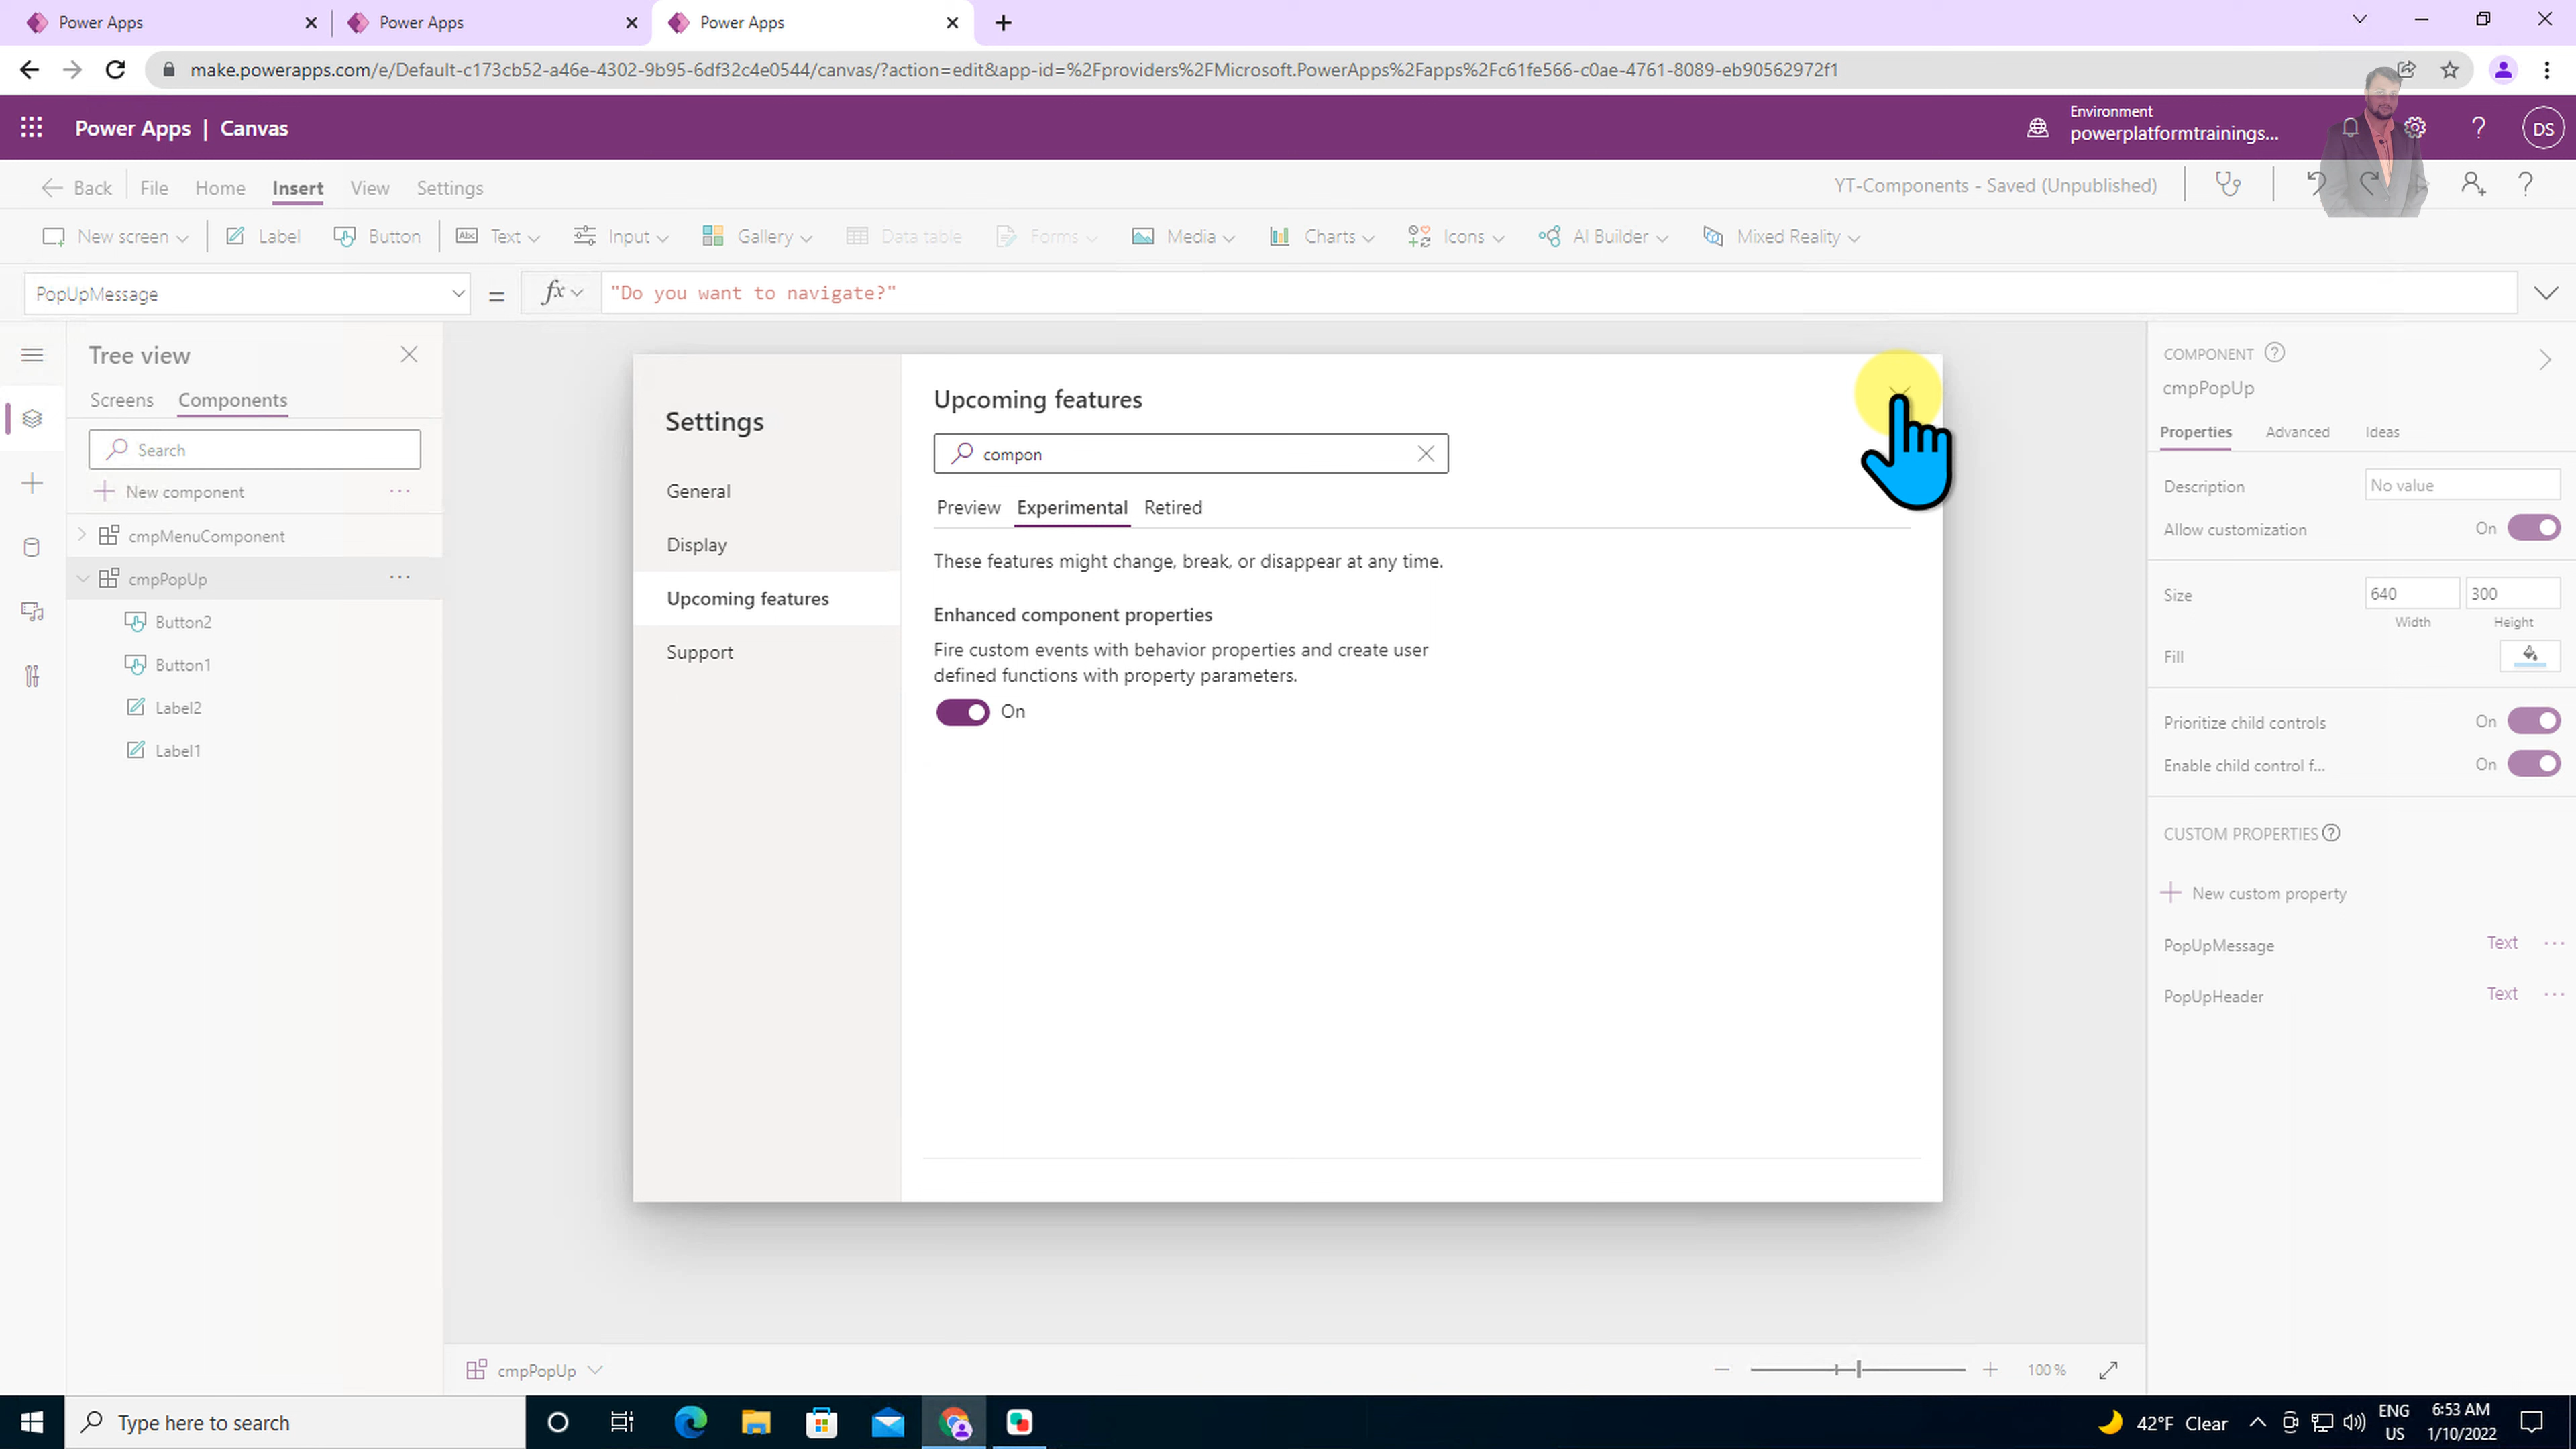 Power Apps
Power Apps
Power Apps
make.powerapps.com/e/Default-c173cb52-a46e-4302-9b95-6df32c4e0544/canvas/?action=edit&app-id=%2Fproviders%2FMicrosoft.PowerApps%2Fapps%2Fc61fe566-c0ae-4761-8089-eb90562972f1
Power Apps | Canvas
Environment
powerplatformtrainings...
DS
Back File Home Insert View Settings
YT-Components - Saved (Unpublished)
New screen Label Button Text Input Gallery Data table Forms Media Charts Icons AI Builder Mixed Reality
PopUpMessage = fx "Do you want to navigate?"
Tree view
Screens Components
Search
New component
cmpMenuComponent
cmpPopUp
Button2
Button1
Label2
Label1
Settings
General
Display
Upcoming features
Support
Upcoming features
compon
Preview Experimental Retired
These features might change, break, or disappear at any time.
Enhanced component properties
Fire custom events with behavior properties and create user
defined functions with property parameters.
On
COMPONENT
cmpPopUp
Properties Advanced Ideas
Description No value
Allow customization On
Size 640 300
Width Height
Fill
Prioritize child controls On
Enable child control f... On
CUSTOM PROPERTIES
New custom property
PopUpMessage Text
PopUpHeader Text
cmpPopUp
100 %
Type here to search
42°F Clear
ENG
US
6:53 AM
1/10/2022